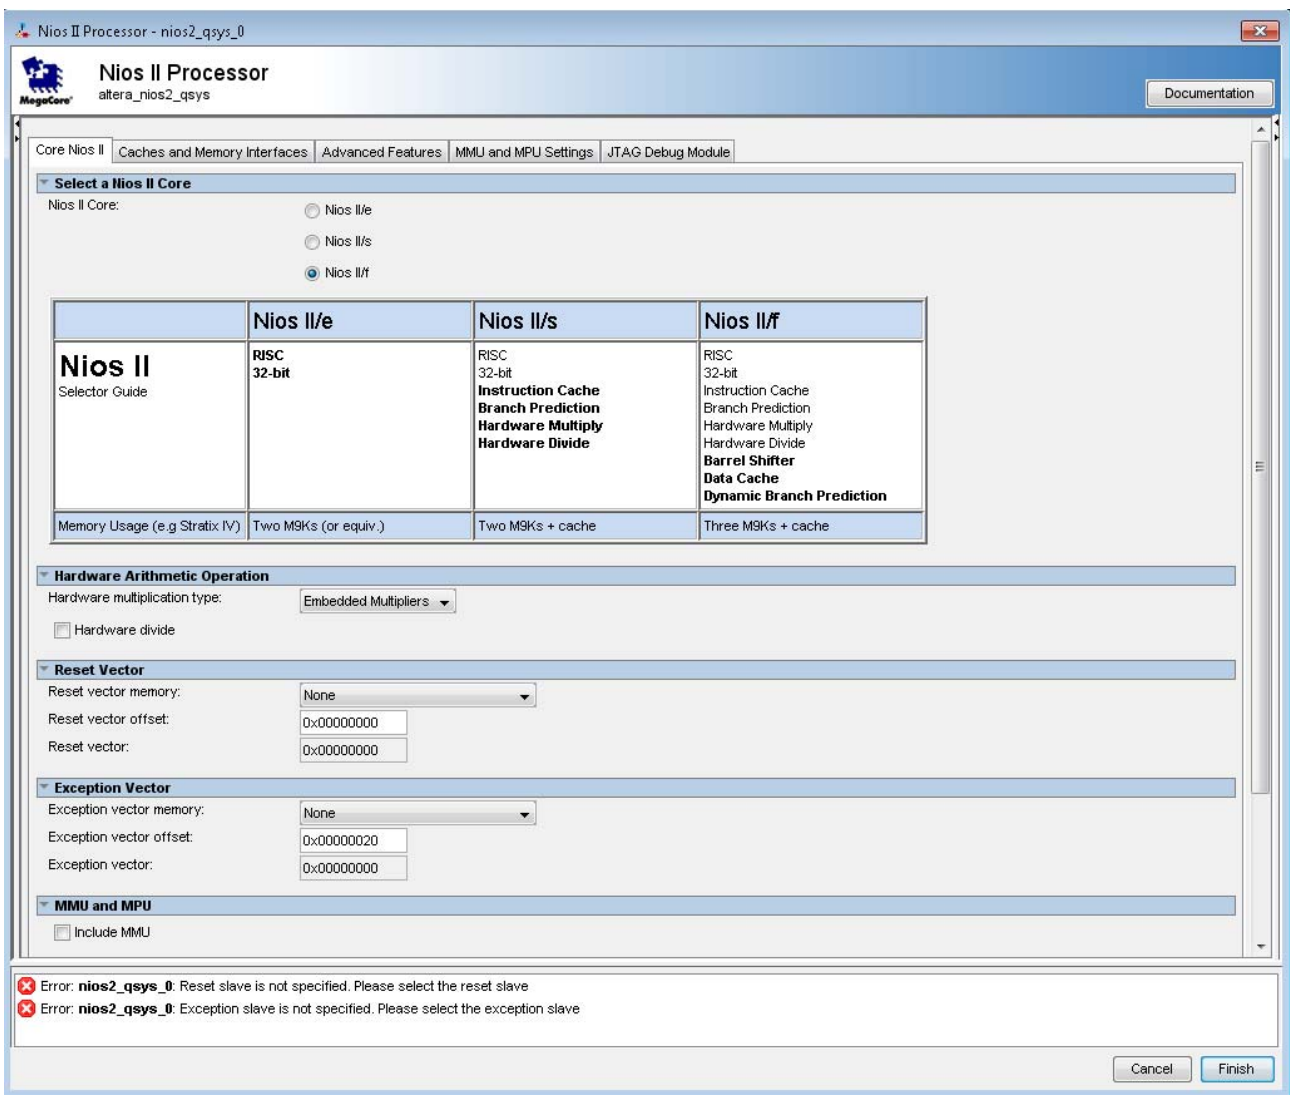 Nios II Processor - nios2_qsys_0
Nios II Processor
altera_nios2_qsys
MegaCore®
Documentation
Core Nios II Caches and Memory Interfaces Advanced Features MMU and MPU Settings JTAG Debug Module
Select a Nios II Core
Nios II Core:
Nios II/e
Nios II/s
Nios II/f
Nios II/e Nios II/s Nios II/f
Nios II
Selector Guide
RISC
32-bit
RISC
32-bit
Instruction Cache
Branch Prediction
Hardware Multiply
Hardware Divide
RISC
32-bit
Instruction Cache
Branch Prediction
Hardware Multiply
Hardware Divide
Barrel Shifter
Data Cache
Dynamic Branch Prediction
Memory Usage (e.g Stratix IV) Two M9Ks (or equiv.) Two M9Ks + cache Three M9Ks + cache
Hardware Arithmetic Operation
Hardware multiplication type: Embedded Multipliers
Hardware divide
Reset Vector
Reset vector memory: None
Reset vector offset: 0x00000000
Reset vector: 0x00000000
Exception Vector
Exception vector memory: None
Exception vector offset: 0x00000020
Exception vector: 0x00000000
MMU and MPU
Include MMU
Error: nios2_qsys_0: Reset slave is not specified. Please select the reset slave
Error: nios2_qsys_0: Exception slave is not specified. Please select the exception slave
Cancel Finish